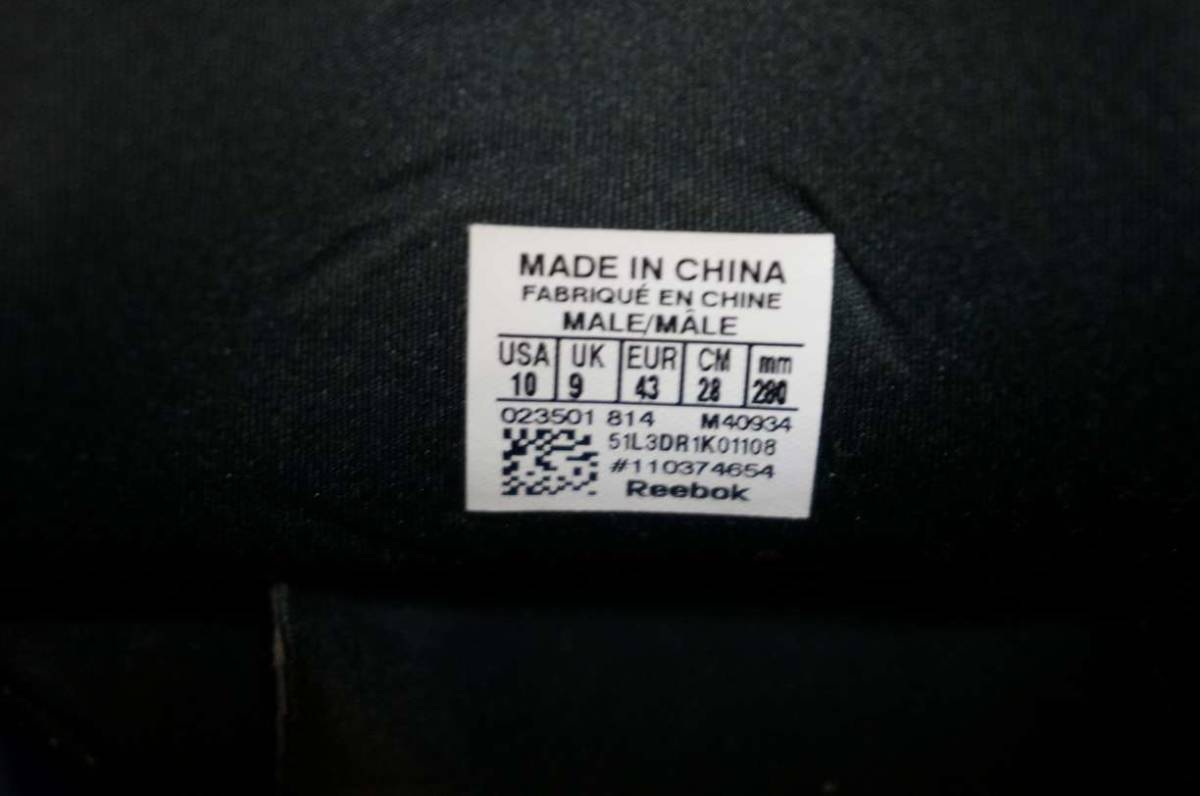 MADE IN CHINA
FABRIQUÉ EN CHINE
MALE/MÂLE
USA UK EUR CM mm
10 9 43 28 280
023501 814 M40934
51L3DR1K01108
#110374654
Reebok